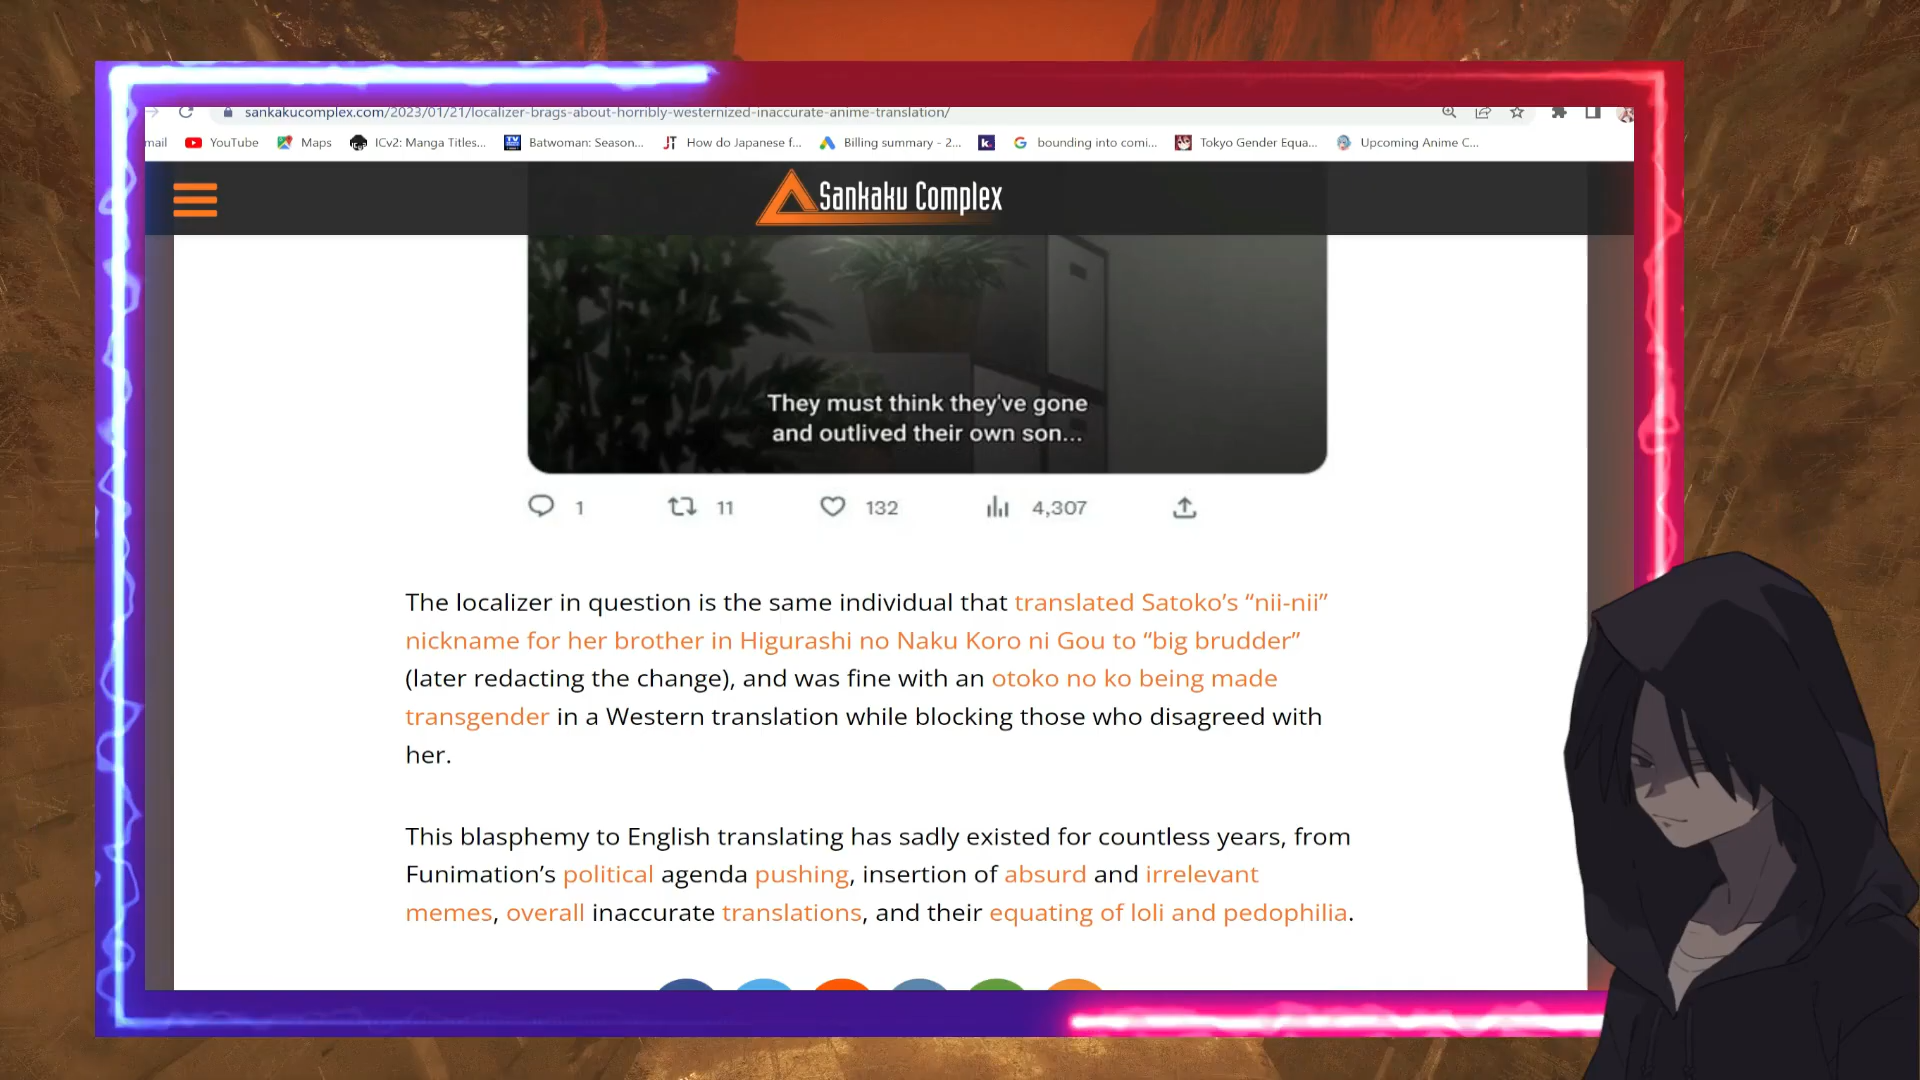 sankakucomplex.com/2023/01/21/localizer-brags-about-horribly-westernized-inaccurate-anime-translation/
mail YouTube Maps ICv2: Manga Titles... Batwoman: Season... How do Japanese f... Billing summary - 2... bounding into comi... Tokyo Gender Equa... Upcoming Anime C...
Sankaku Complex
They must think they've gone
and outlived their own son...
1 11 132 4,307
The localizer in question is the same individual that translated Satoko's “nii-nii”
nickname for her brother in Higurashi no Naku Koro ni Gou to “big brudder”
(later redacting the change), and was fine with an otoko no ko being made
transgender in a Western translation while blocking those who disagreed with
her.
This blasphemy to English translating has sadly existed for countless years, from
Funimation’s political agenda pushing, insertion of absurd and irrelevant
memes, overall inaccurate translations, and their equating of loli and pedophilia.